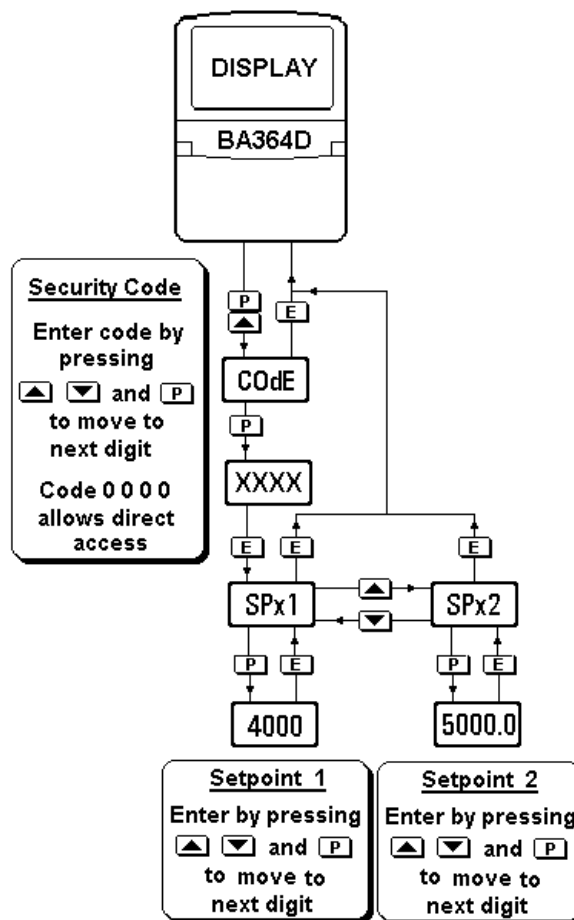 DISPLAY
BA364D
P
▲
E
Security Code
Enter code by
pressing
▲ ▼ and P
to move to
next digit
Code 0 0 0 0
allows direct
access
COdE
P
XXXX
E E E
SPx1 ▲ SPx2
▼
P E P E
4000 5000.0
Setpoint 1
Enter by pressing
▲ ▼ and P
to move to
next digit
Setpoint 2
Enter by pressing
▲ ▼ and P
to move to
next digit